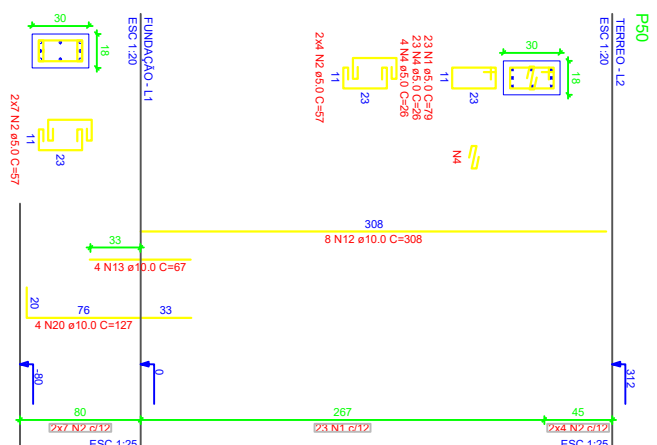 P50
TERREO - L2
ESC 1:20
30
18
23 N1 ø5.0 C=79
23 N4 ø5.0 C=26
4 N4 ø5.0 C=26
2x4 N2 ø5.0 C=57
11
23
11
23
N4
FUNDAÇÃO - L1
ESC 1:20
30
18
2x7 N2 ø5.0 C=57
11
23
308
8 N12 ø10.0 C=308
33
4 N13 ø10.0 C=67
20
76
33
4 N20 ø10.0 C=127
-80
0
312
80
267
45
2x7 N2 c/12
23 N1 c/12
2x4 N2 c/12
ESC 1:25
ESC 1:25